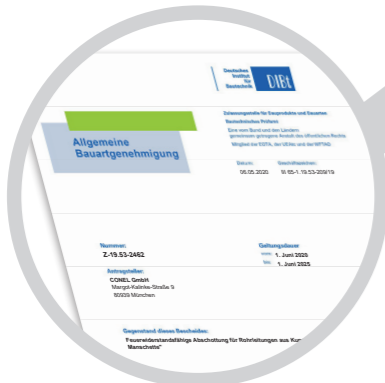 Deutsches
Institut
für
Bautechnik
DIBt
Zulassungsstelle für Bauprodukte und Bauarten
Bautechnisches Prüfamt
Eine vom Bund und den Ländern
gemeinsam getragene Anstalt des öffentlichen Rechts
Mitglied der EOTA, der UEAtc und der WFTAO
Allgemeine
Bauartgenehmigung
Datum: Geschäftszeichen:
06.05.2020 III 65-1.19.53-209/19
Nummer:
Z-19.53-2462
Geltungsdauer
vom: 1. Juni 2020
bis: 1. Juni 2025
Antragsteller:
CONEL GmbH
Margot-Kalinke-Straße 9
80939 München
Gegenstand dieses Bescheides:
Feuerwiderstandsfähige Abschottung für Rohrleitungen aus
Manschette"